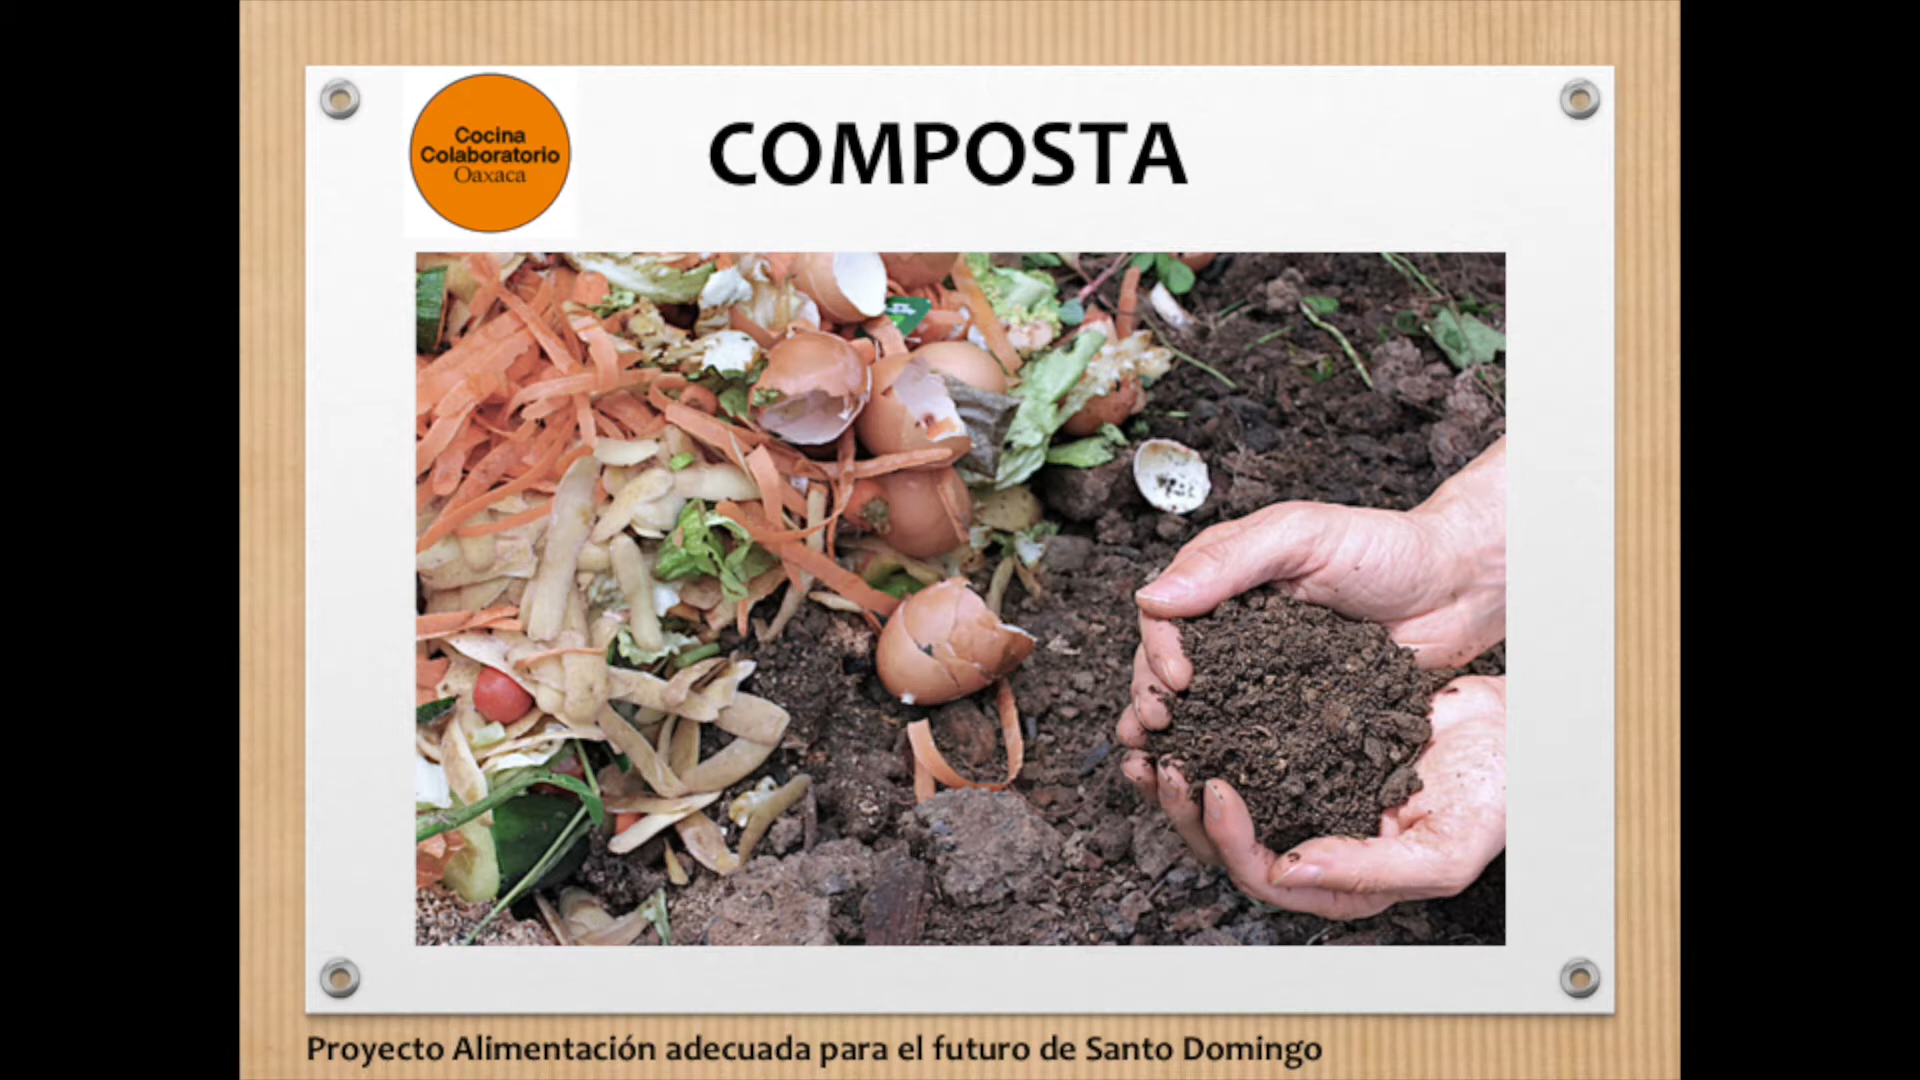 Cocina
Colaboratorio
Oaxaca
COMPOSTA
Proyecto Alimentación adecuada para el futuro de Santo Domingo